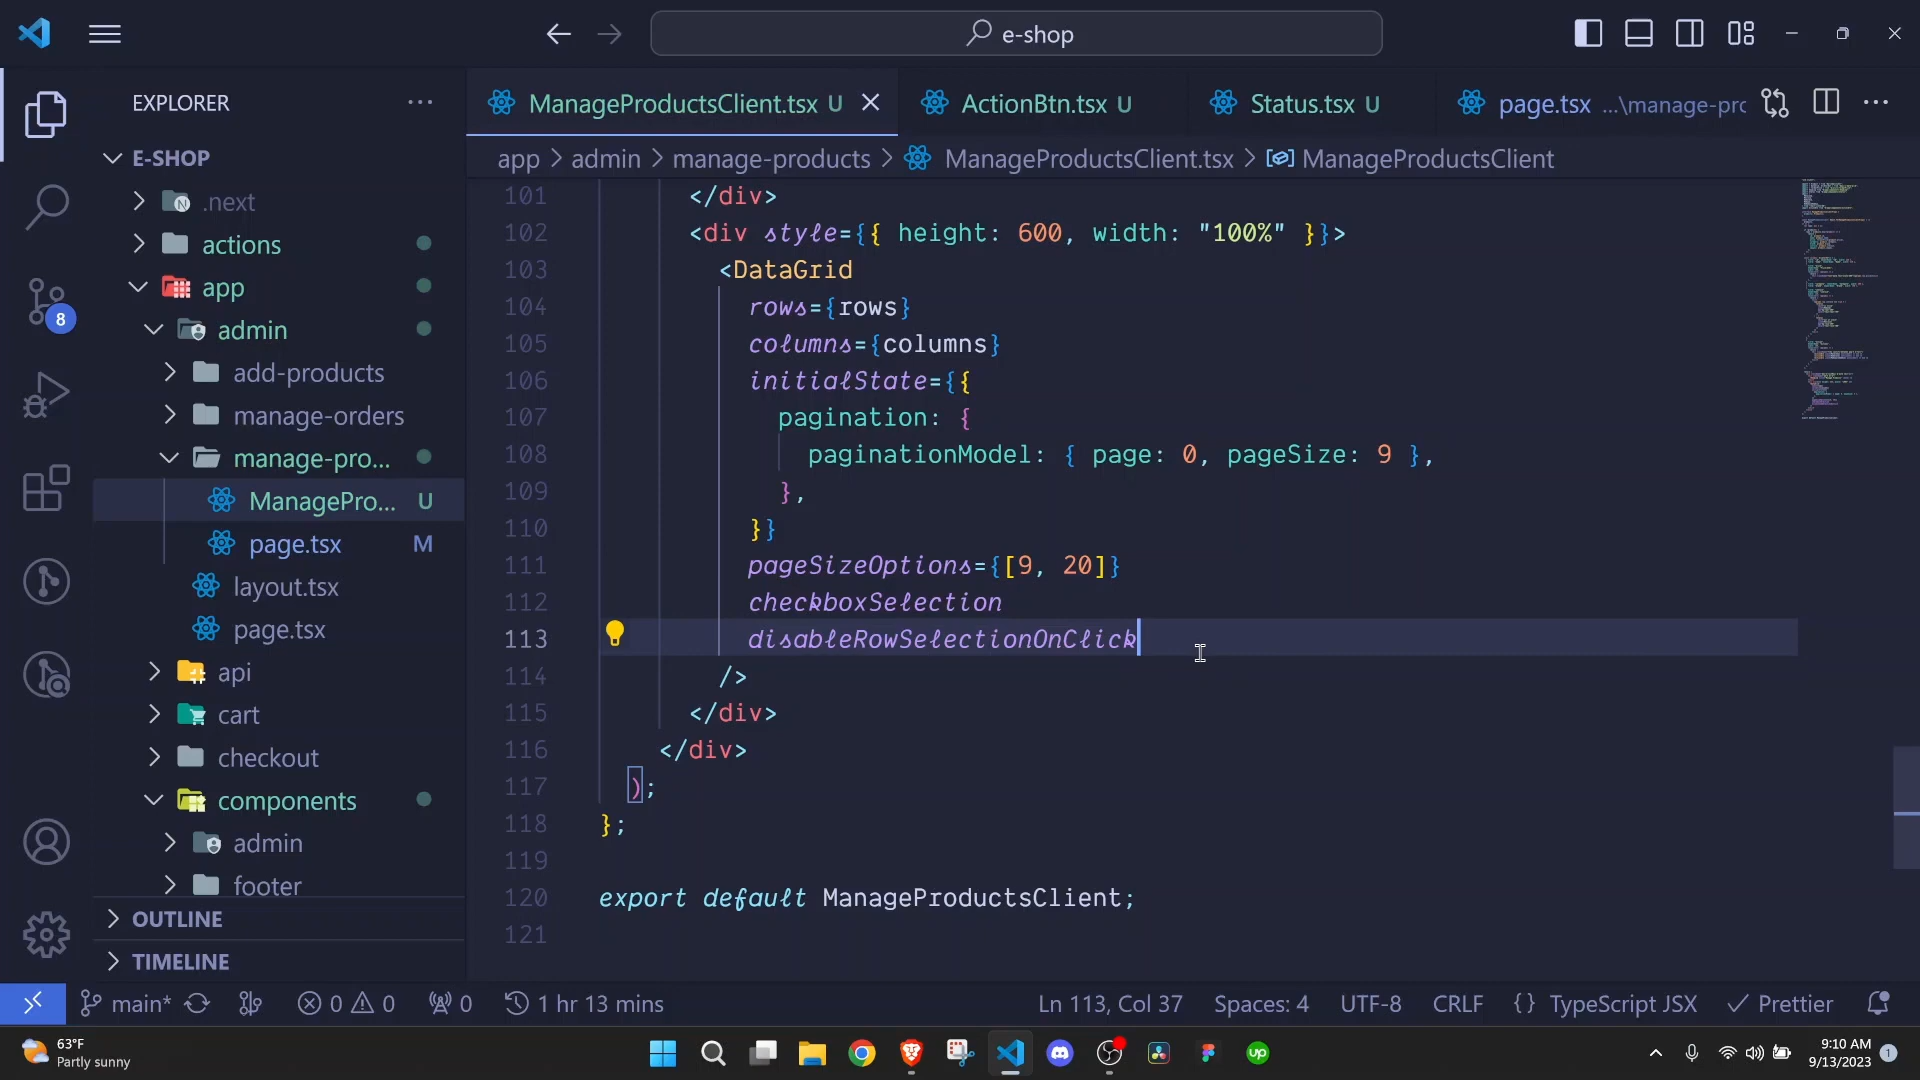 e-shop
EXPLORER
E-SHOP
.next
actions
app
admin
add-products
manage-orders
manage-pro...
ManagePro... U
page.tsx M
layout.tsx
page.tsx
api
cart
checkout
components
admin
footer
OUTLINE
TIMELINE
8
ManageProductsClient.tsx U
ActionBtn.tsx U
Status.tsx U
page.tsx ...\manage-prc
app > admin > manage-products > ManageProductsClient.tsx > ManageProductsClient
101 </div>
102 <div style={{ height: 600, width: "100%" }}>
103 <DataGrid
104 rows={rows}
105 columns={columns}
106 initialState={{
107 pagination: {
108 paginationModel: { page: 0, pageSize: 9 },
109 },
110 }}
111 pageSizeOptions={[9, 20]}
112 checkboxSelection
113 disableRowSelectionOnClick
114 />
115 </div>
116 </div>
117 );
118 };
119
120 export default ManageProductsClient;
121
main* 0 0 0 1 hr 13 mins Ln 113, Col 37 Spaces: 4 UTF-8 CRLF {} TypeScript JSX Prettier
63°F
Partly sunny
up
9:10 AM
9/13/2023
1